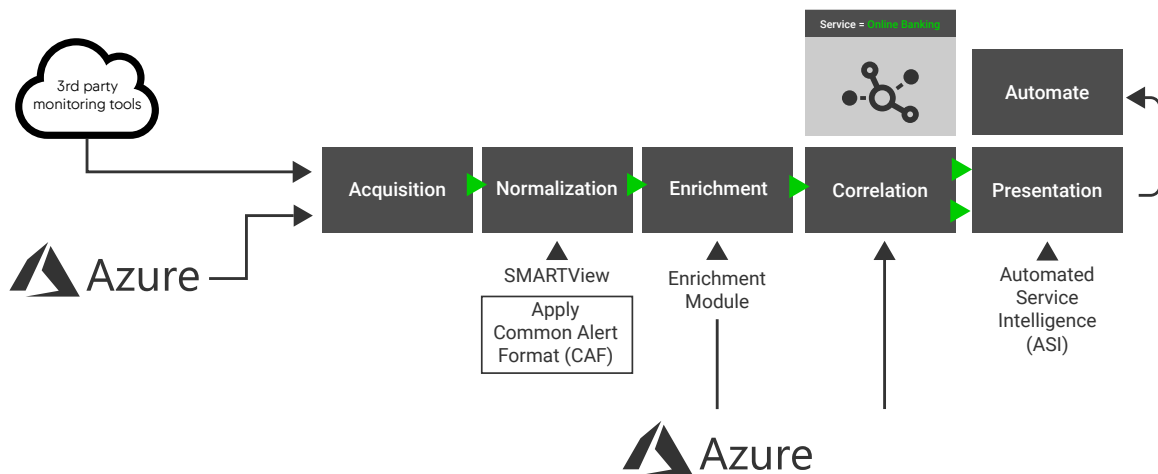 Service = Online Banking
3rd party
monitoring tools
Automate
Acquisition
Normalization
Enrichment
Correlation
Presentation
Azure
SMARTView
Apply
Common Alert
Format (CAF)
Enrichment
Module
Automated
Service
Intelligence
(ASI)
Azure